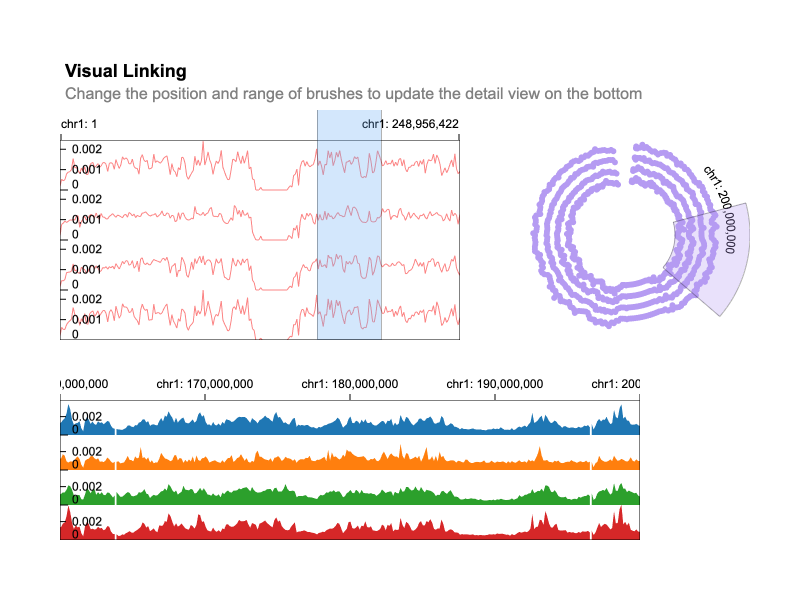 Visual Linking
Change the position and range of brushes to update the detail view on the bottom
chr1: 1
chr1: 248,956,422
0.002
0.001
0
0.002
0.001
0
0.002
0.001
0
0.002
0.001
0
chr1: 200,000,000
0,000,000
chr1: 170,000,000
chr1: 180,000,000
chr1: 190,000,000
chr1: 200
0.002
0
0.002
0
0.002
0
0.002
0